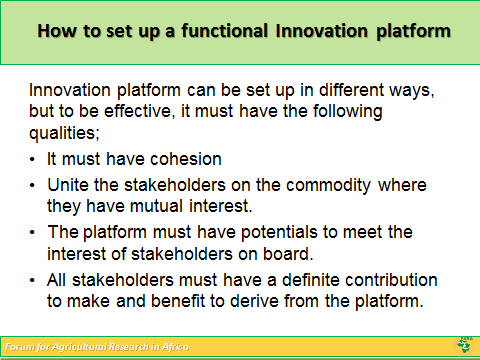 How to set up a functional Innovation platform
Innovation platform can be set up in different ways,
but to be effective, it must have the following
qualities;
• It must have cohesion
• Unite the stakeholders on the commodity where
they have mutual interest.
• The platform must have potentials to meet the
interest of stakeholders on board.
• All stakeholders must have a definite contribution
to make and benefit to derive from the platform.
Forum for Agricultural Research in Africa
FARA